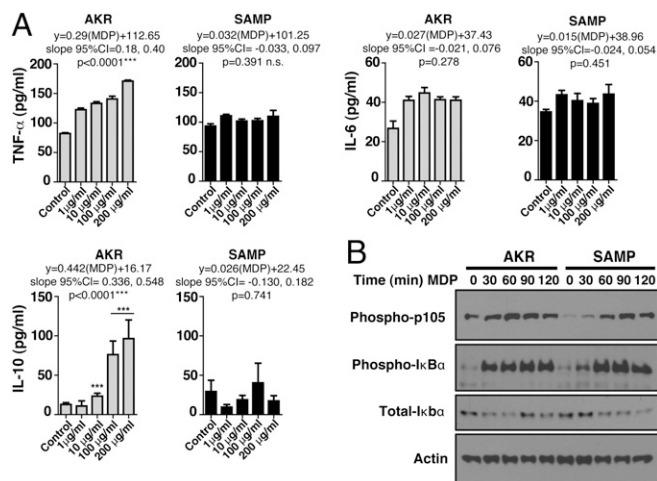 A
AKR
y=0.29(MDP)+112.65
slope 95%CI=0.18, 0.40
p<0.0001***
TNF-α (pg/ml)
200
150
100
50
0
Control
1μg/ml
10 μg/ml
100 μg/ml
200 μg/ml
SAMP
y=0.032(MDP)+101.25
slope 95%CI= -0.033, 0.097
p=0.391 n.s.
200
150
100
50
0
Control
1μg/ml
10 μg/ml
100 μg/ml
200 μg/ml
AKR
y=0.027(MDP)+37.43
slope 95%CI =-0.021, 0.076
p=0.278
IL-6 (pg/ml)
60
40
20
0
Control
1μg/ml
10 μg/ml
100 μg/ml
200 μg/ml
SAMP
y=0.015(MDP)+38.96
slope 95%CI=-0.024, 0.054
p=0.451
60
40
20
0
Control
1μg/ml
10 μg/ml
100 μg/ml
200 μg/ml
AKR
y=0.442(MDP)+16.17
slope 95%CI= 0.336, 0.548
p<0.0001***
IL-10 (pg/ml)
150
100
50
0
***
***
Control
1μg/ml
10 μg/ml
100 μg/ml
200 μg/ml
SAMP
y=0.026(MDP)+22.45
slope 95%CI= -0.130, 0.182
p=0.741
150
100
50
0
Control
1μg/ml
10 μg/ml
100 μg/ml
200 μg/ml
B
AKR SAMP
Time (min) MDP 0 30 60 90 120 0 30 60 90 120
Phospho-p105
Phospho-IκBα
Total-Iκbα
Actin